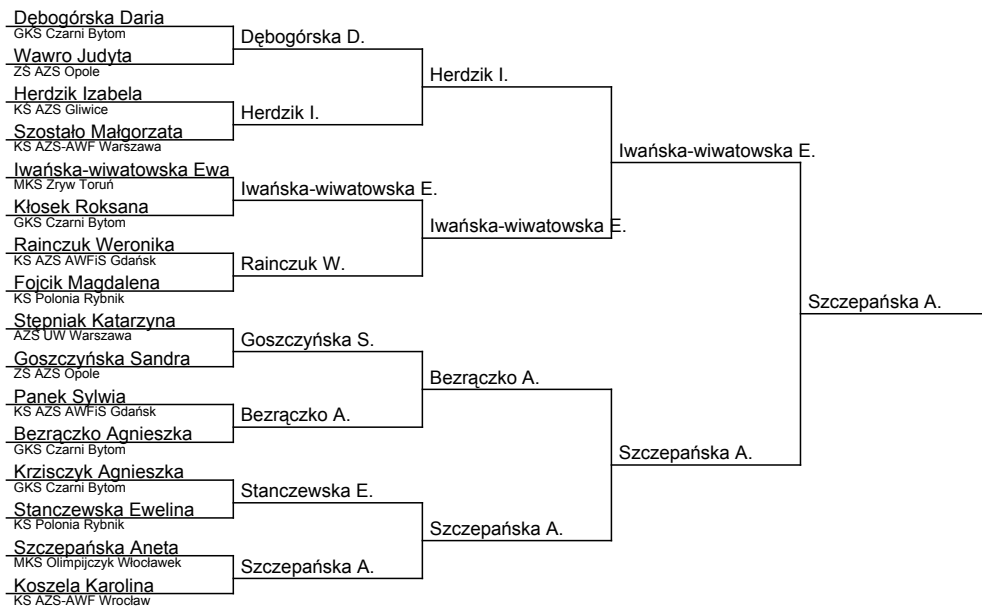 Dębogórska Daria
GKS Czarni Bytom
Dębogórska D.
Wawro Judyta
ZS AZS Opole
Herdzik I.
Herdzik Izabela
KS AZS Gliwice
Herdzik I.
Szostało Małgorzata
KS AZS-AWF Warszawa
Iwańska-wiwatowska E.
Iwańska-wiwatowska Ewa
MKS Zryw Toruń
Iwańska-wiwatowska E.
Kłosek Roksana
GKS Czarni Bytom
Iwańska-wiwatowska E.
Rainczuk Weronika
KS AZS AWFiS Gdańsk
Rainczuk W.
Fojcik Magdalena
KS Polonia Rybnik
Szczepańska A.
Stępniak Katarzyna
AZS UW Warszawa
Goszczyńska S.
Goszczyńska Sandra
ZS AZS Opole
Bezrączko A.
Panek Sylwia
KS AZS AWFiS Gdańsk
Bezrączko A.
Bezrączko Agnieszka
GKS Czarni Bytom
Szczepańska A.
Krzisczyk Agnieszka
GKS Czarni Bytom
Stanczewska E.
Stanczewska Ewelina
KS Polonia Rybnik
Szczepańska A.
Szczepańska Aneta
MKS Olimpijczyk Włocławek
Szczepańska A.
Koszela Karolina
KS AZS-AWF Wrocław